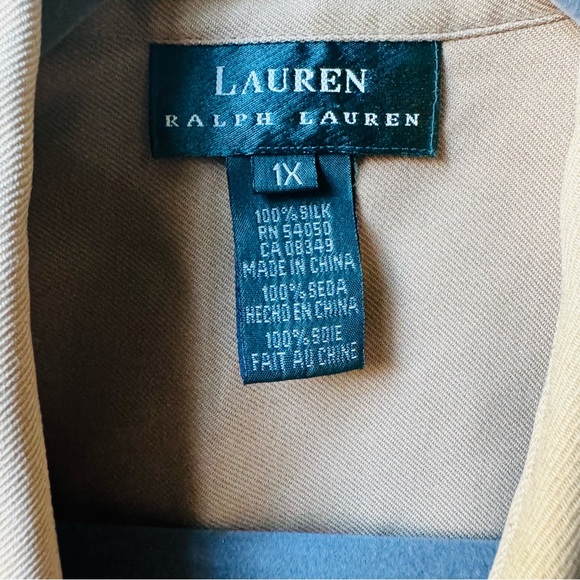 LAUREN
RALPH LAUREN
1X
100% SILK
RN 54050
CA 08349
MADE IN CHINA
100% SEDA
HECHO EN CHINA
100% SOIE
FAIT AU CHINE